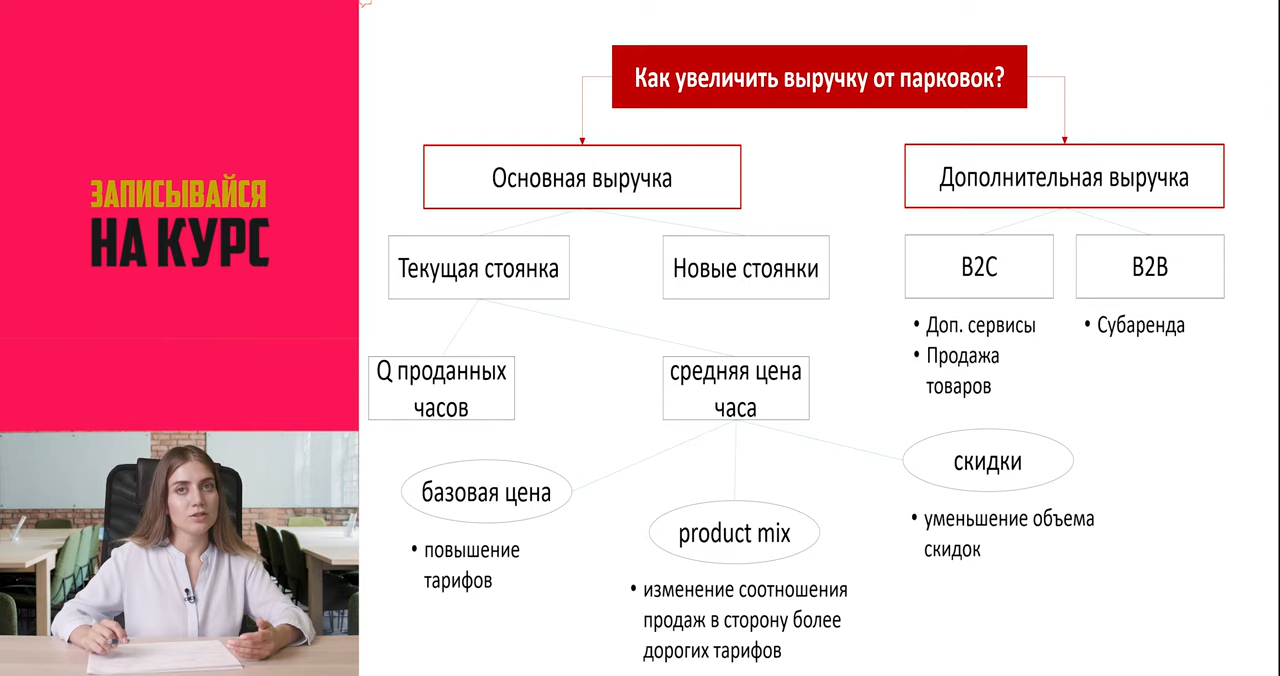 ЗАПИСЫВАЙСЯ
НА КУРС
Как увеличить выручку от парковок?
Основная выручка
Дополнительная выручка
Текущая стоянка
Новые стоянки
B2C
B2B
• Доп. сервисы
• Продажа
товаров
• Субаренда
Q проданных
часов
средняя цена
часа
базовая цена
• повышение
тарифов
product mix
• изменение соотношения
продаж в сторону более
дорогих тарифов
скидки
• уменьшение объема
скидок